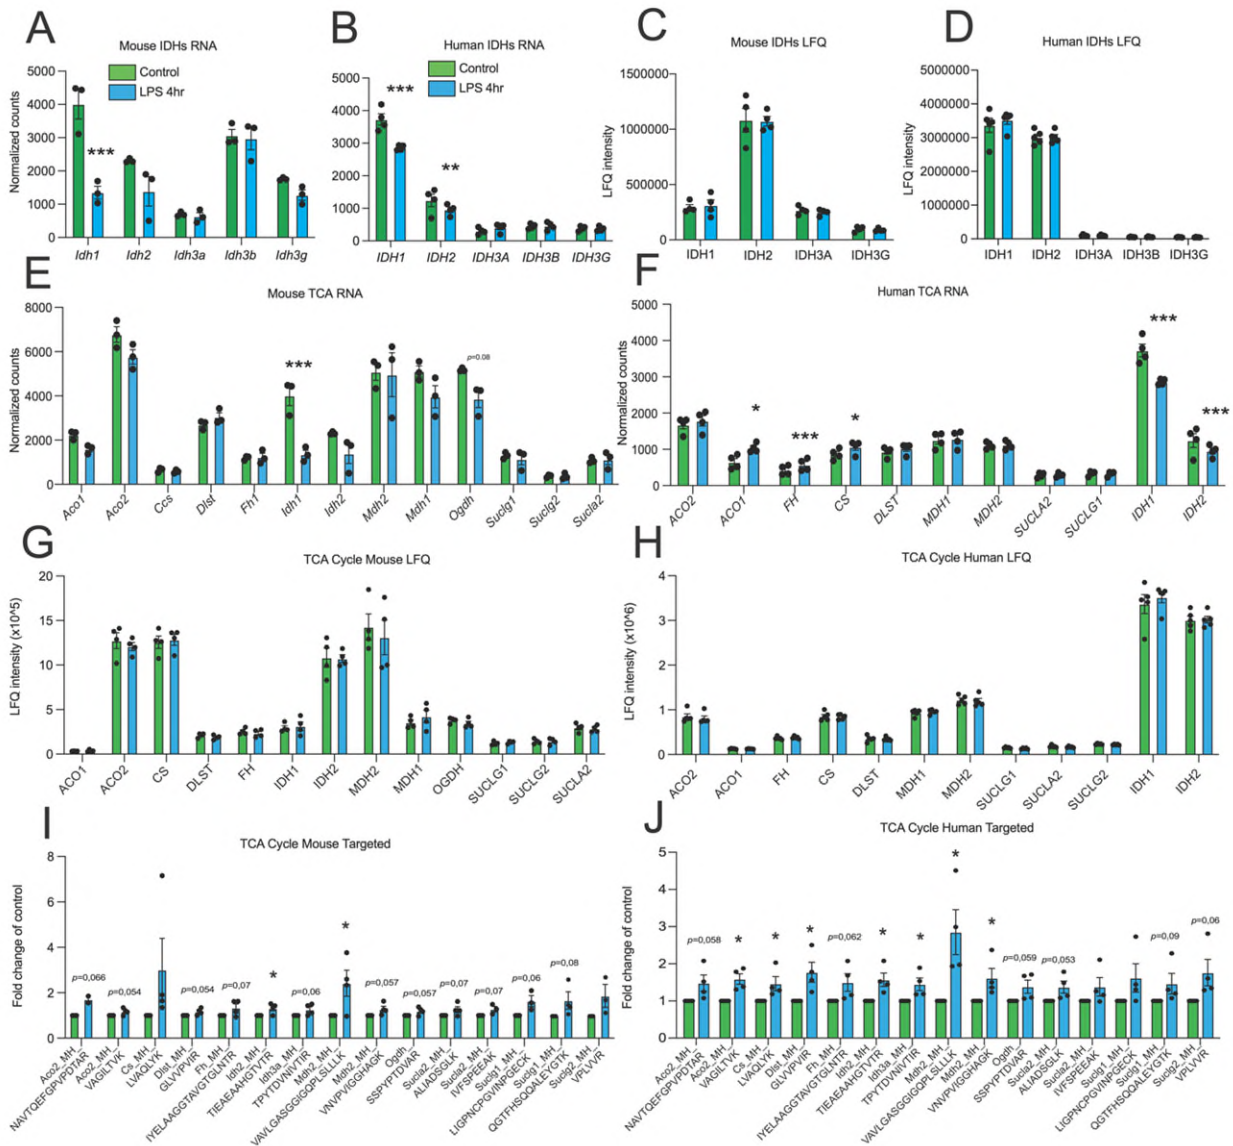 A
Mouse IDHs RNA
Control
LPS 4hr
Normalized counts
5000
4000
3000
2000
1000
0
***
Idh1
Idh2
Idh3a
Idh3b
Idh3g
B
Human IDHs RNA
Control
LPS 4hr
Normalized counts
5000
4000
3000
2000
1000
0
***
**
IDH1
IDH2
IDH3A
IDH3B
IDH3G
C
Mouse IDHs LFQ
LFQ intensity
1500000
1000000
500000
0
IDH1
IDH2
IDH3A
IDH3G
D
Human IDHs LFQ
LFQ intensity
5000000
4000000
3000000
2000000
1000000
0
IDH1
IDH2
IDH3A
IDH3B
IDH3G
E
Mouse TCA RNA
Normalized counts
8000
6000
4000
2000
0
***
p=0.08
Aco1
Aco2
Ccs
Dlst
Fh1
Idh1
Idh2
Mdh2
Mdh1
Ogdh
Suclg1
Suclg2
Sucla2
F
Human TCA RNA
Normalized counts
5000
4000
3000
2000
1000
0
*
***
*
***
***
ACO2
ACO1
FH
CS
DLST
MDH1
MDH2
SUCLA2
SUCLG1
IDH1
IDH2
G
TCA Cycle Mouse LFQ
LFQ intensity (x10^5)
20
15
10
5
0
ACO1
ACO2
CS
DLST
FH
IDH1
IDH2
MDH2
MDH1
OGDH
SUCLG1
SUCLG2
SUCLA2
H
TCA Cycle Human LFQ
LFQ intensity (x10^6)
4
3
2
1
0
ACO2
ACO1
FH
CS
DLST
MDH1
MDH2
SUCLG1
SUCLA2
SUCLG2
IDH1
IDH2
I
TCA Cycle Mouse Targeted
Fold change of control
8
6
4
2
0
p=0,066
p=0,054
p=0,054
p=0,07
*
p=0,06
*
p=0,057
p=0,057
p=0,07
p=0,07
p=0,06
p=0,08
Aco2_MH_
NAVTQEFGPVPDTAR
Aco2_MH_
VAGILTVK
Cs_MH_
LVAQLYK
Dlst_MH_
GLVVPVIR
Fh_MH_
IYELAAGGTAVGTGLNTR
Idh2_MH_
TIEAEAAHGTVTR
Idh3a_MH_
TPYTDVNIVTIR
Mdh2_MH_
VAVLGASGGIGQPLSLLLK
Mdh2_MH_
VNVPVIGGHAGK
Ogdh_
SSPYPTDVAR
Sucla2_MH_
ALIADSGLK
Sucla2_MH_
IVFSPEEAK
Suclg1_MH_
LIGPNCPGVINPGECK
Suclg1_MH_
QGTFHSQQALEYGTK
Suclg2_MH_
VPLVVR
J
TCA Cycle Human Targeted
Fold change of control
5
4
3
2
1
0
p=0,058
*
*
*
p=0,062
*
*
*
*
p=0,059
p=0,053
p=0,09
p=0,06
Aco2_MH_
NAVTQEFGPVPDTAR
Aco2_MH_
VAGILTVK
Cs_MH_
LVAQLYK
Dlst_MH_
GLVVPVIR
Fh_MH_
IYELAAGGTAVGTGLNTR
Idh2_MH_
TIEAEAAHGTVTR
Idh3a_MH_
TPYTDVNIVTIR
Mdh2_MH_
VAVLGASGGIGQPLSLLLK
Mdh2_MH_
VNVPVIGGHAGK
Ogdh_
SSPYPTDVAR
Sucla2_MH_
ALIADSGLK
Sucla2_MH_
IVFSPEEAK
Suclg1_MH_
LIGPNCPGVINPGECK
Suclg1_MH_
QGTFHSQQALEYGTK
Suclg2_MH_
VPLVVR